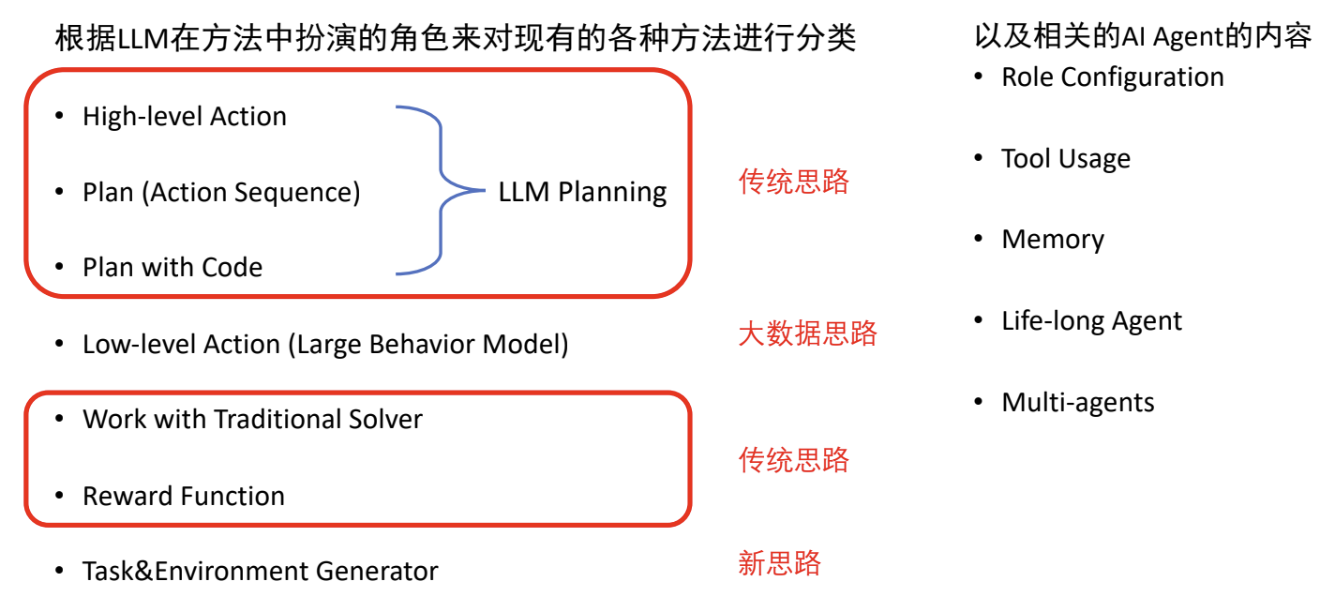 根据LLM在方法中扮演的角色来对现有的各种方法进行分类
• High-level Action
• Plan (Action Sequence)
LLM Planning
• Plan with Code
传统思路
• Low-level Action (Large Behavior Model)
大数据思路
• Work with Traditional Solver
• Reward Function
传统思路
• Task&Environment Generator
新思路
以及相关的AI Agent的内容
• Role Configuration
• Tool Usage
• Memory
• Life-long Agent
• Multi-agents